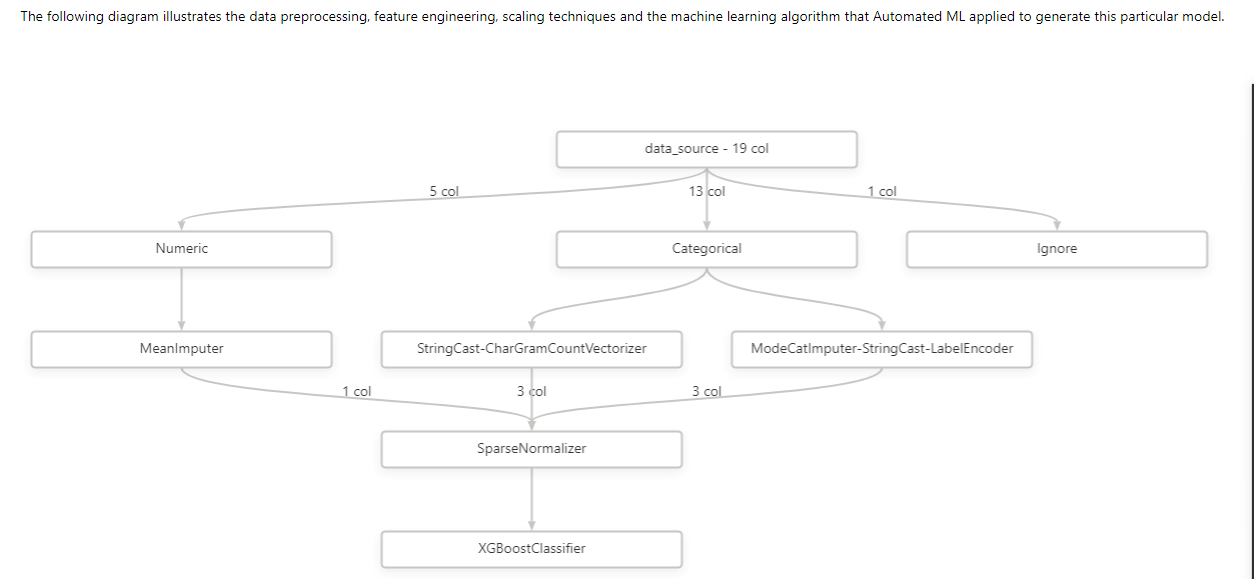 The following diagram illustrates the data preprocessing, feature engineering, scaling techniques and the machine learning algorithm that Automated ML applied to generate this particular model.
data_source - 19 col
5 col
13 col
1 col
Numeric
Categorical
Ignore
MeanImputer
StringCast-CharGramCountVectorizer
ModeCatImputer-StringCast-LabelEncoder
1 col
3 col
3 col
SparseNormalizer
XGBoostClassifier